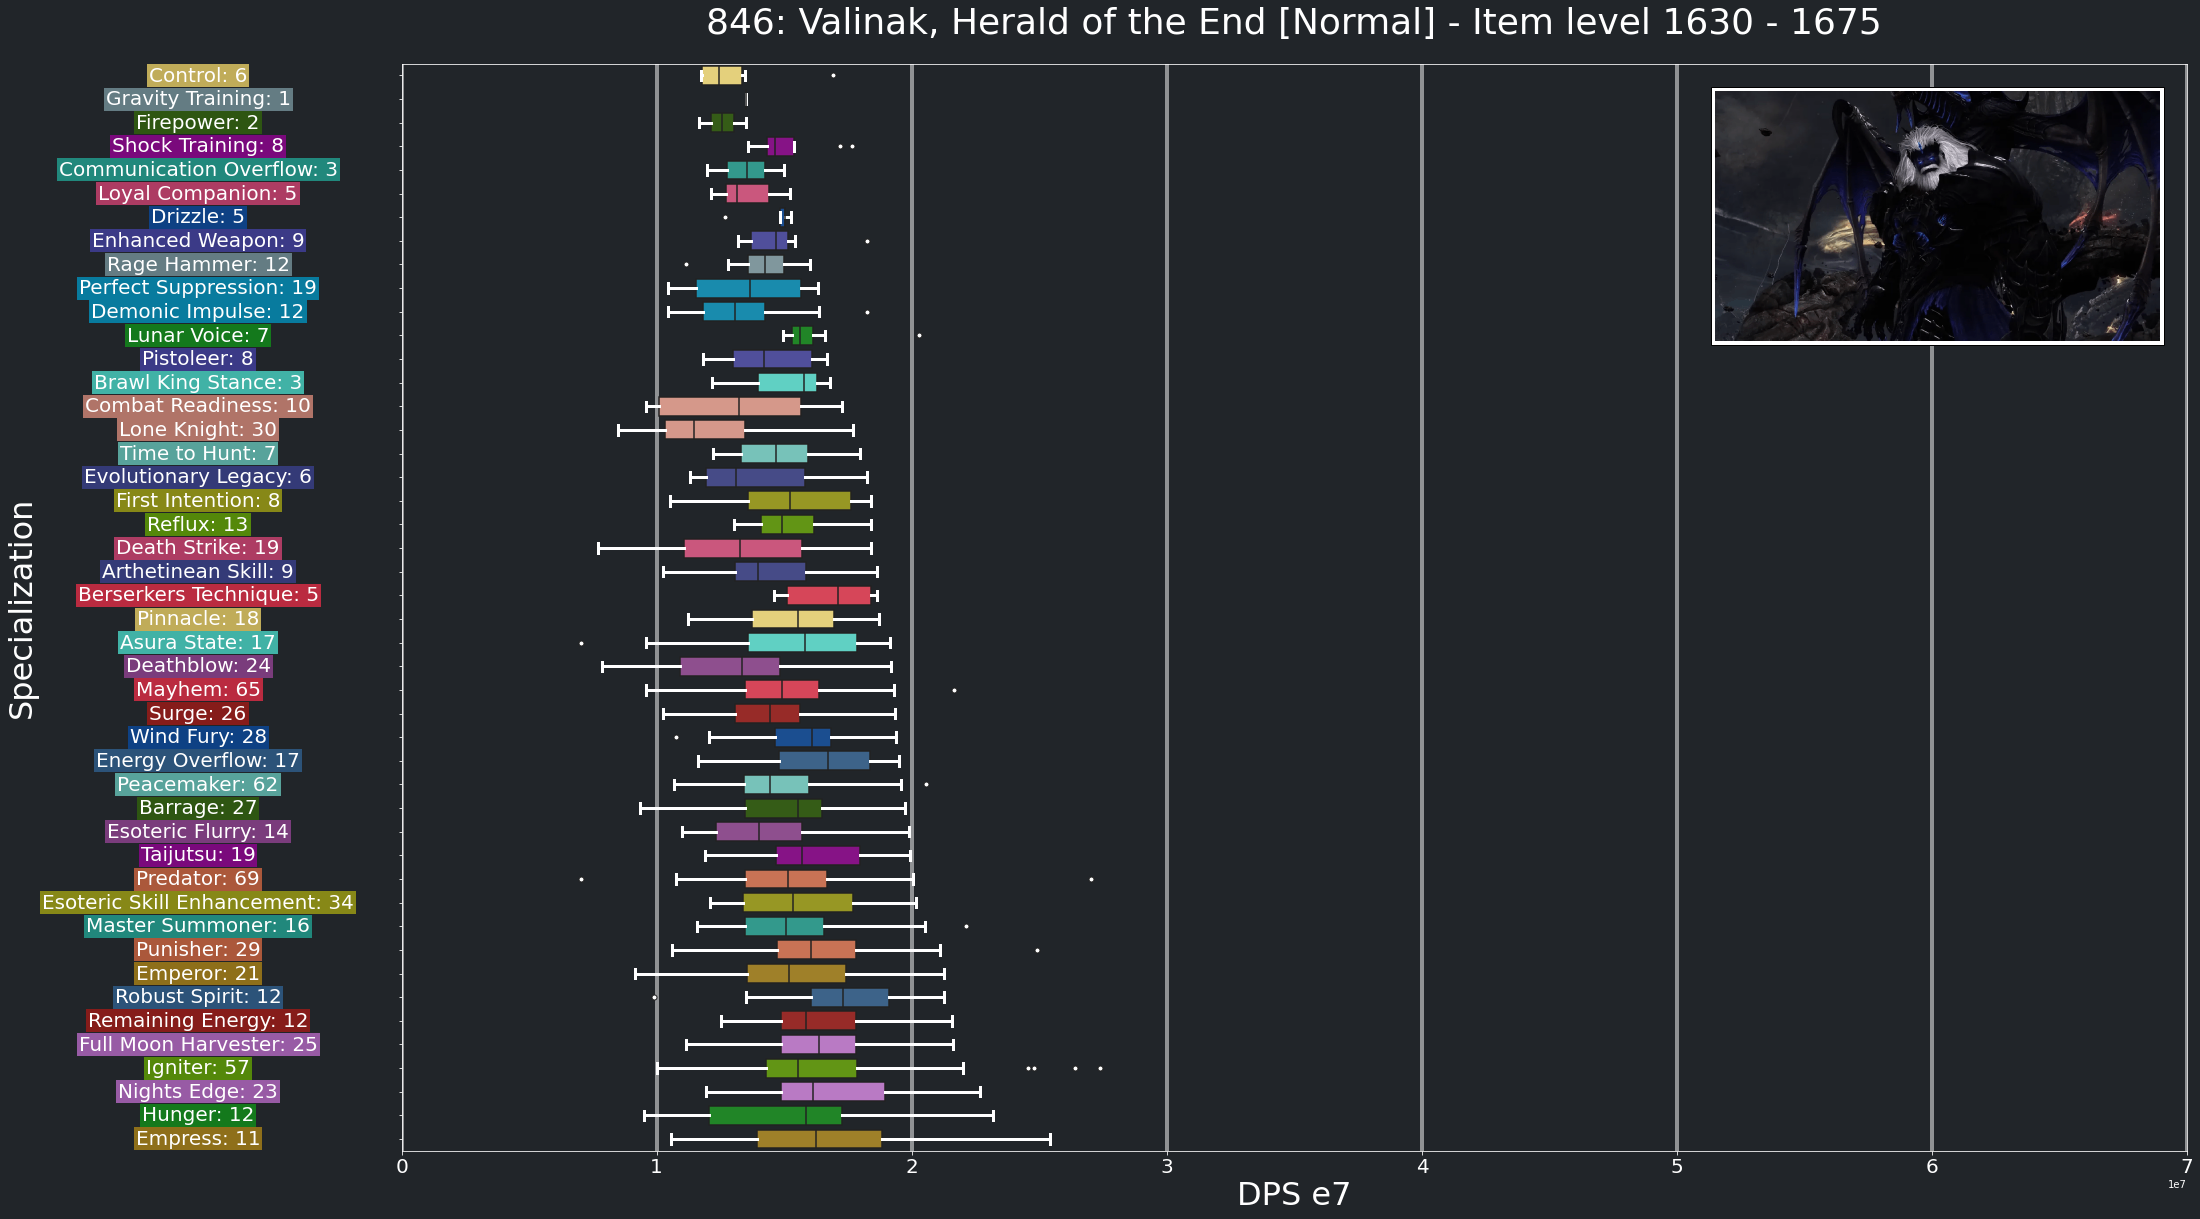 846: Valinak, Herald of the End [Normal] - Item level 1630 - 1675
Control: 6
Gravity Training: 1
Firepower: 2
Shock Training: 8
Communication Overflow: 3
Loyal Companion: 5
Drizzle: 5
Enhanced Weapon: 9
Rage Hammer: 12
Perfect Suppression: 19
Demonic Impulse: 12
Lunar Voice: 7
Pistoleer: 8
Brawl King Stance: 3
Combat Readiness: 10
Lone Knight: 30
Time to Hunt: 7
Evolutionary Legacy: 6
First Intention: 8
Reflux: 13
Death Strike: 19
Arthetinean Skill: 9
Berserkers Technique: 5
Pinnacle: 18
Asura State: 17
Deathblow: 24
Mayhem: 65
Surge: 26
Wind Fury: 28
Energy Overflow: 17
Peacemaker: 62
Barrage: 27
Esoteric Flurry: 14
Taijutsu: 19
Predator: 69
Esoteric Skill Enhancement: 34
Master Summoner: 16
Punisher: 29
Emperor: 21
Robust Spirit: 12
Remaining Energy: 12
Full Moon Harvester: 25
Igniter: 57
Nights Edge: 23
Hunger: 12
Empress: 11
Specialization
0 1 2 3 4 5 6 7
1e7
DPS e7